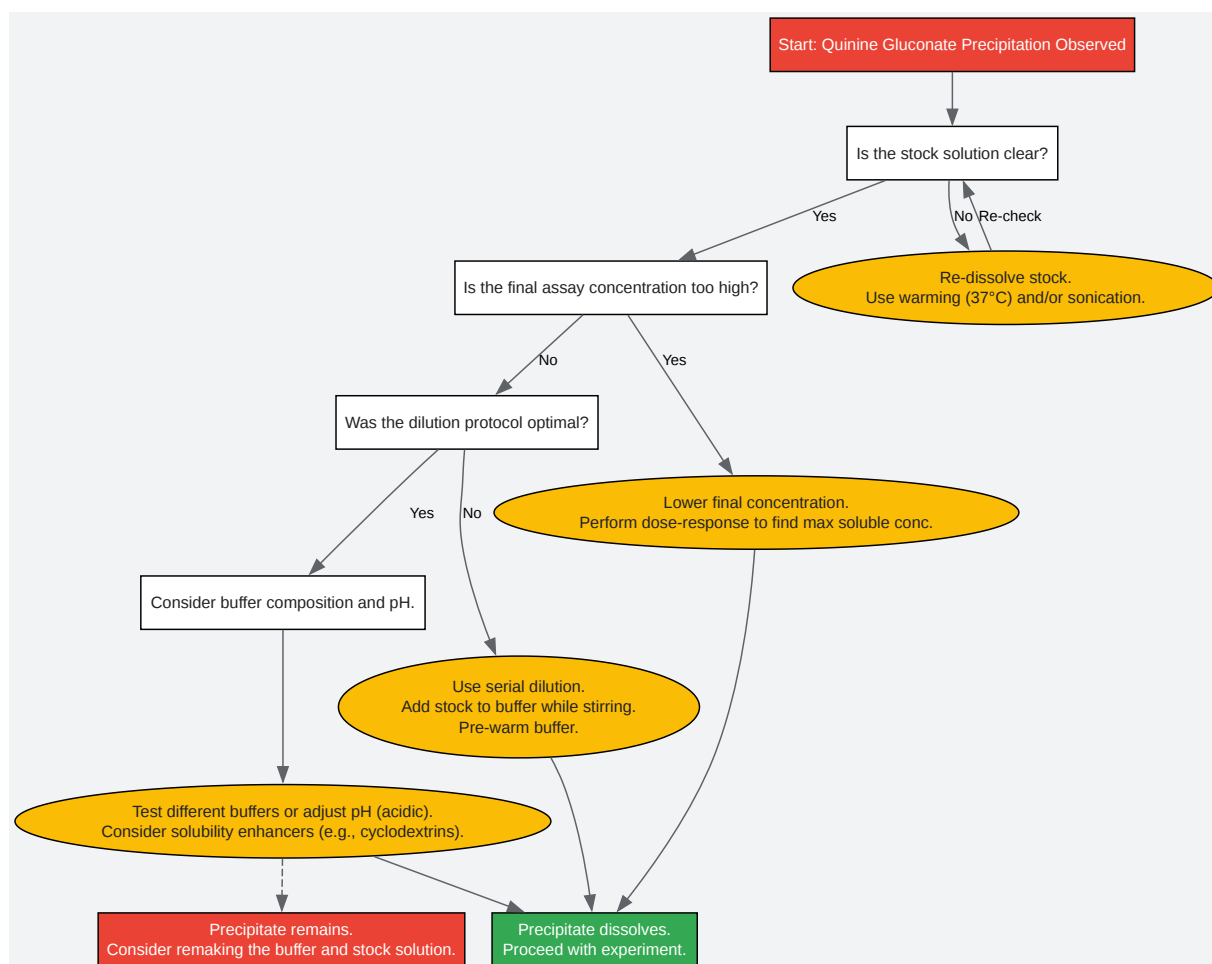 Start: Quinine Gluconate Precipitation Observed
Is the stock solution clear?
Yes
No
Re-check
Is the final assay concentration too high?
Re-dissolve stock.
Use warming (37°C) and/or sonication.
No
Yes
Was the dilution protocol optimal?
Lower final concentration.
Perform dose-response to find max soluble conc.
Yes
No
Consider buffer composition and pH.
Use serial dilution.
Add stock to buffer while stirring.
Pre-warm buffer.
Test different buffers or adjust pH (acidic).
Consider solubility enhancers (e.g., cyclodextrins).
Precipitate remains.
Consider remaking the buffer and stock solution.
Precipitate dissolves.
Proceed with experiment.